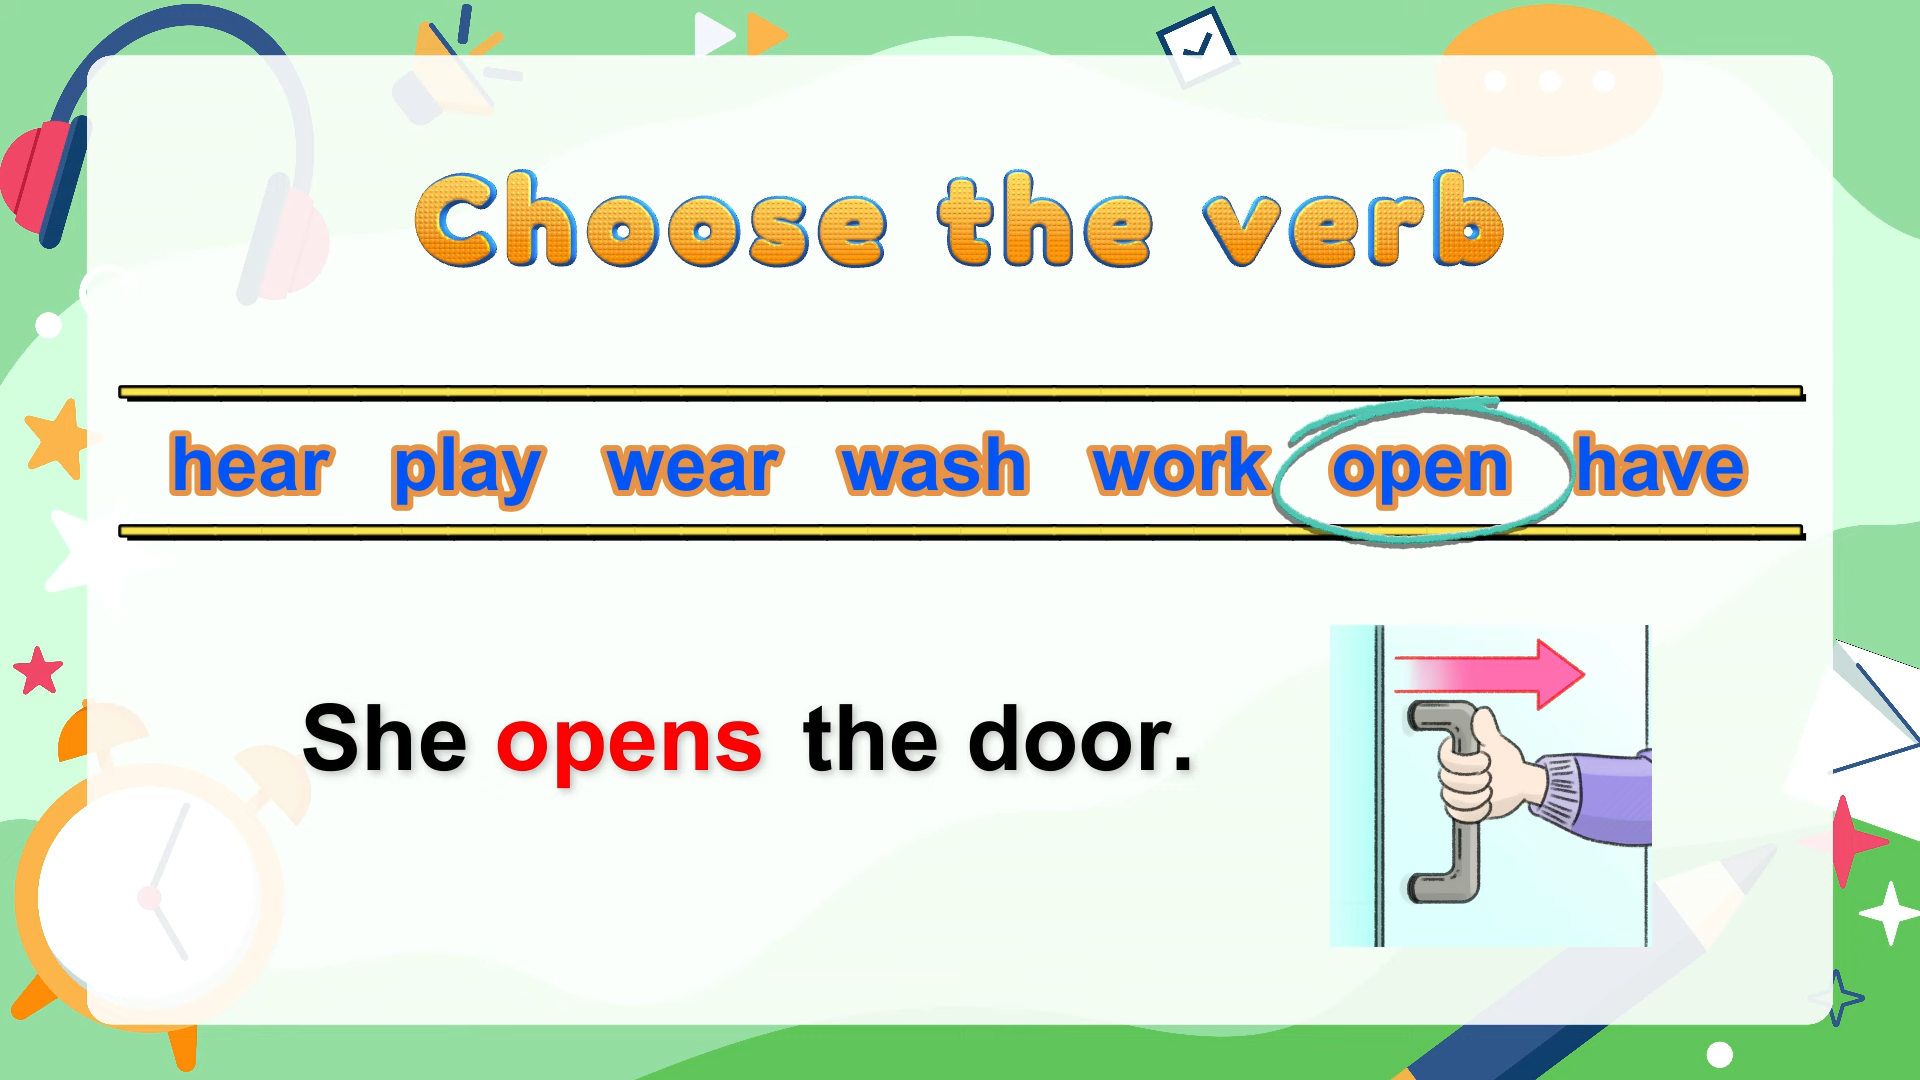 Choose the verb
hear play wear wash work open have
She opens the door.